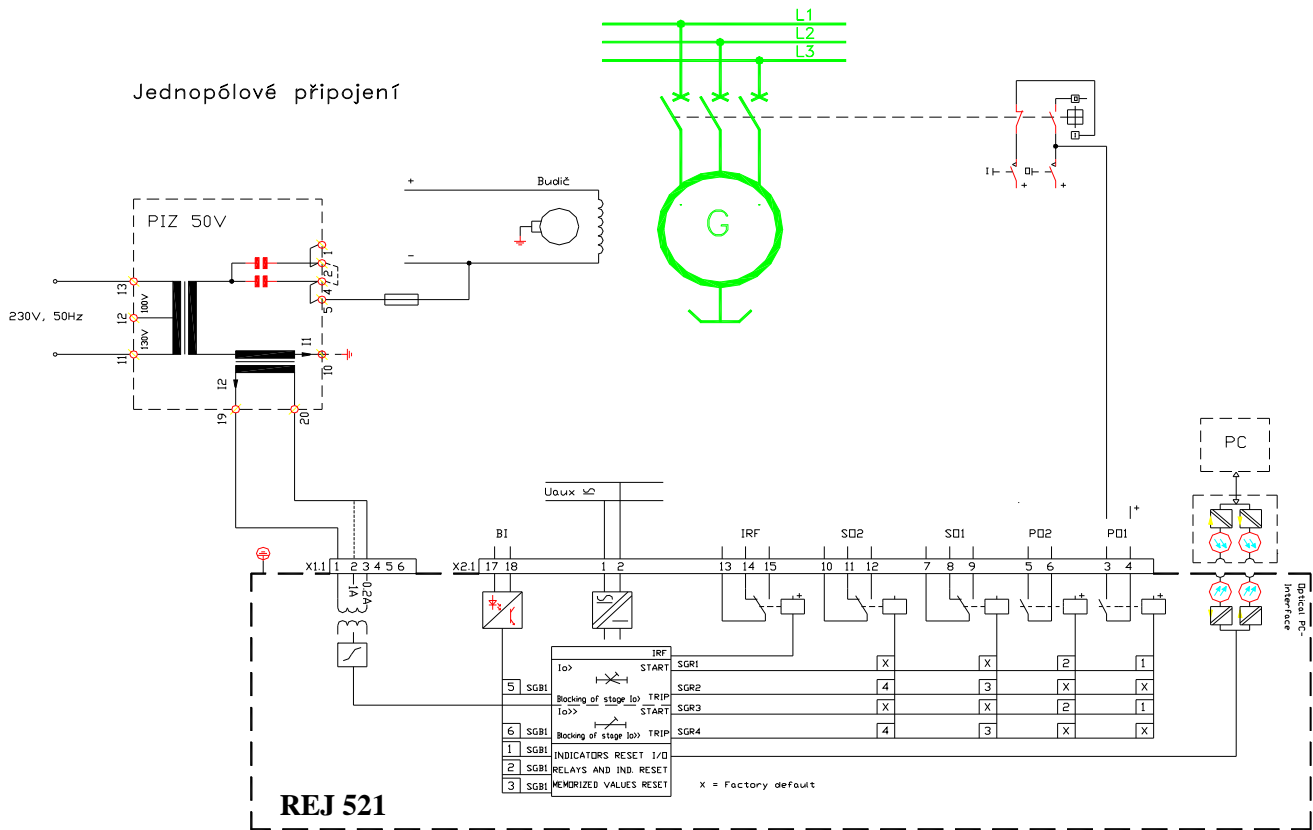 L1
L2
L3
Jednopólové připojení
+
Budič
-
PIZ 50V
G
I
O
+
+
1
2
4
5
13
100V
12
130V
11
230V, 50Hz
I1
10
I2
19
20
PC
Uaux
BI
IRF
SO2
SO1
PO2
PO1
+
X1.1 1 2 3 4 5 6
X2.1 17 18 1 2 13 14 15 10 11 12 7 8 9 5 6 3 4
1A
0.2A
+
+
Optical PC-
Interface
IRF
Io> START SGR1 X X 2 1
5 SGB1 Blocking of stage Io> TRIP SGR2 4 3 X X
Io>> START SGR3 X X 2 1
6 SGB1 Blocking of stage Io>> TRIP SGR4 4 3 X X
1 SGB1 INDICATORS RESET I/O
2 SGB1 RELAYS AND IND. RESET
3 SGB1 MEMORIZED VALUES RESET
X = Factory default
REJ 521